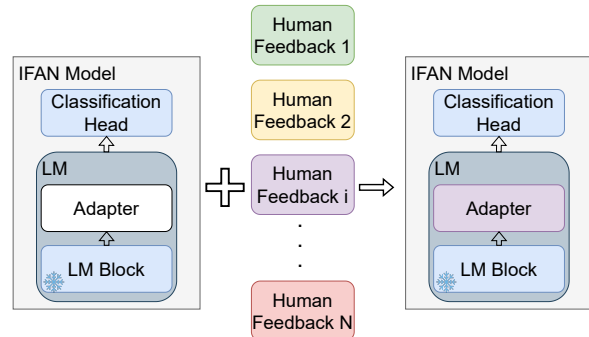 IFAN Model
Classification
Head
LM
Adapter
LM Block
Human
Feedback 1
Human
Feedback 2
Human
Feedback i
.
.
.
Human
Feedback N
IFAN Model
Classification
Head
LM
Adapter
LM Block